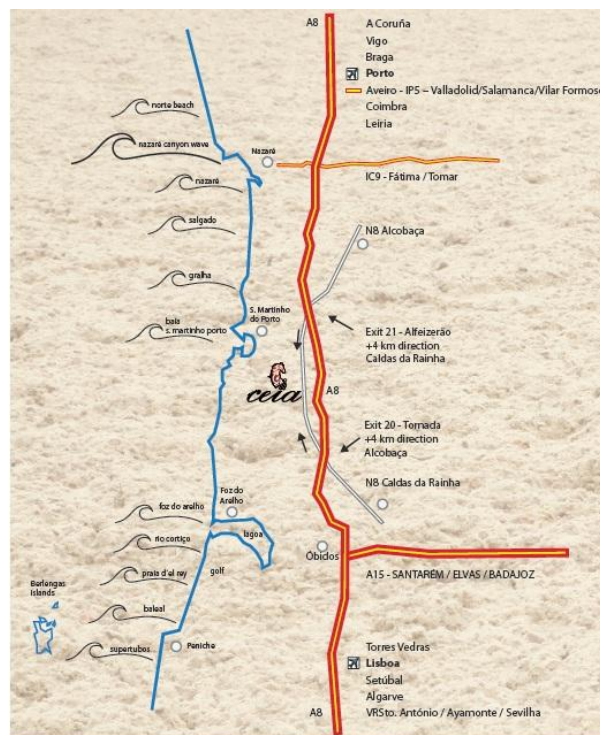 A8
A Coruña
Vigo
Braga
Porto
Aveiro - IP5 – Valladolid/Salamanca/Vilar Formoso
Coimbra
Leiria
norte beach
nazaré canyon wave
Nazaré
nazaré
IC9 - Fátima / Tomar
salgado
N8 Alcobaça
gralha
S. Martinho
do Porto
baia
s. martinho porto
Exit 21 - Alfeizerão
+4 km direction
Caldas da Rainha
ceia
A8
Exit 20 - Tornada
+4 km direction
Alcobaça
N8 Caldas da Rainha
Foz do
Arelho
foz do arelho
lagoa
rio cortiço
Óbidos
praia d'el rey
golf
A15 - SANTARÉM / ELVAS / BADAJOZ
Berlengas
Islands
baleal
Peniche
supertubos
Torres Vedras
Lisboa
Setúbal
Algarve
A8
VRSto. António / Ayamonte / Sevilha